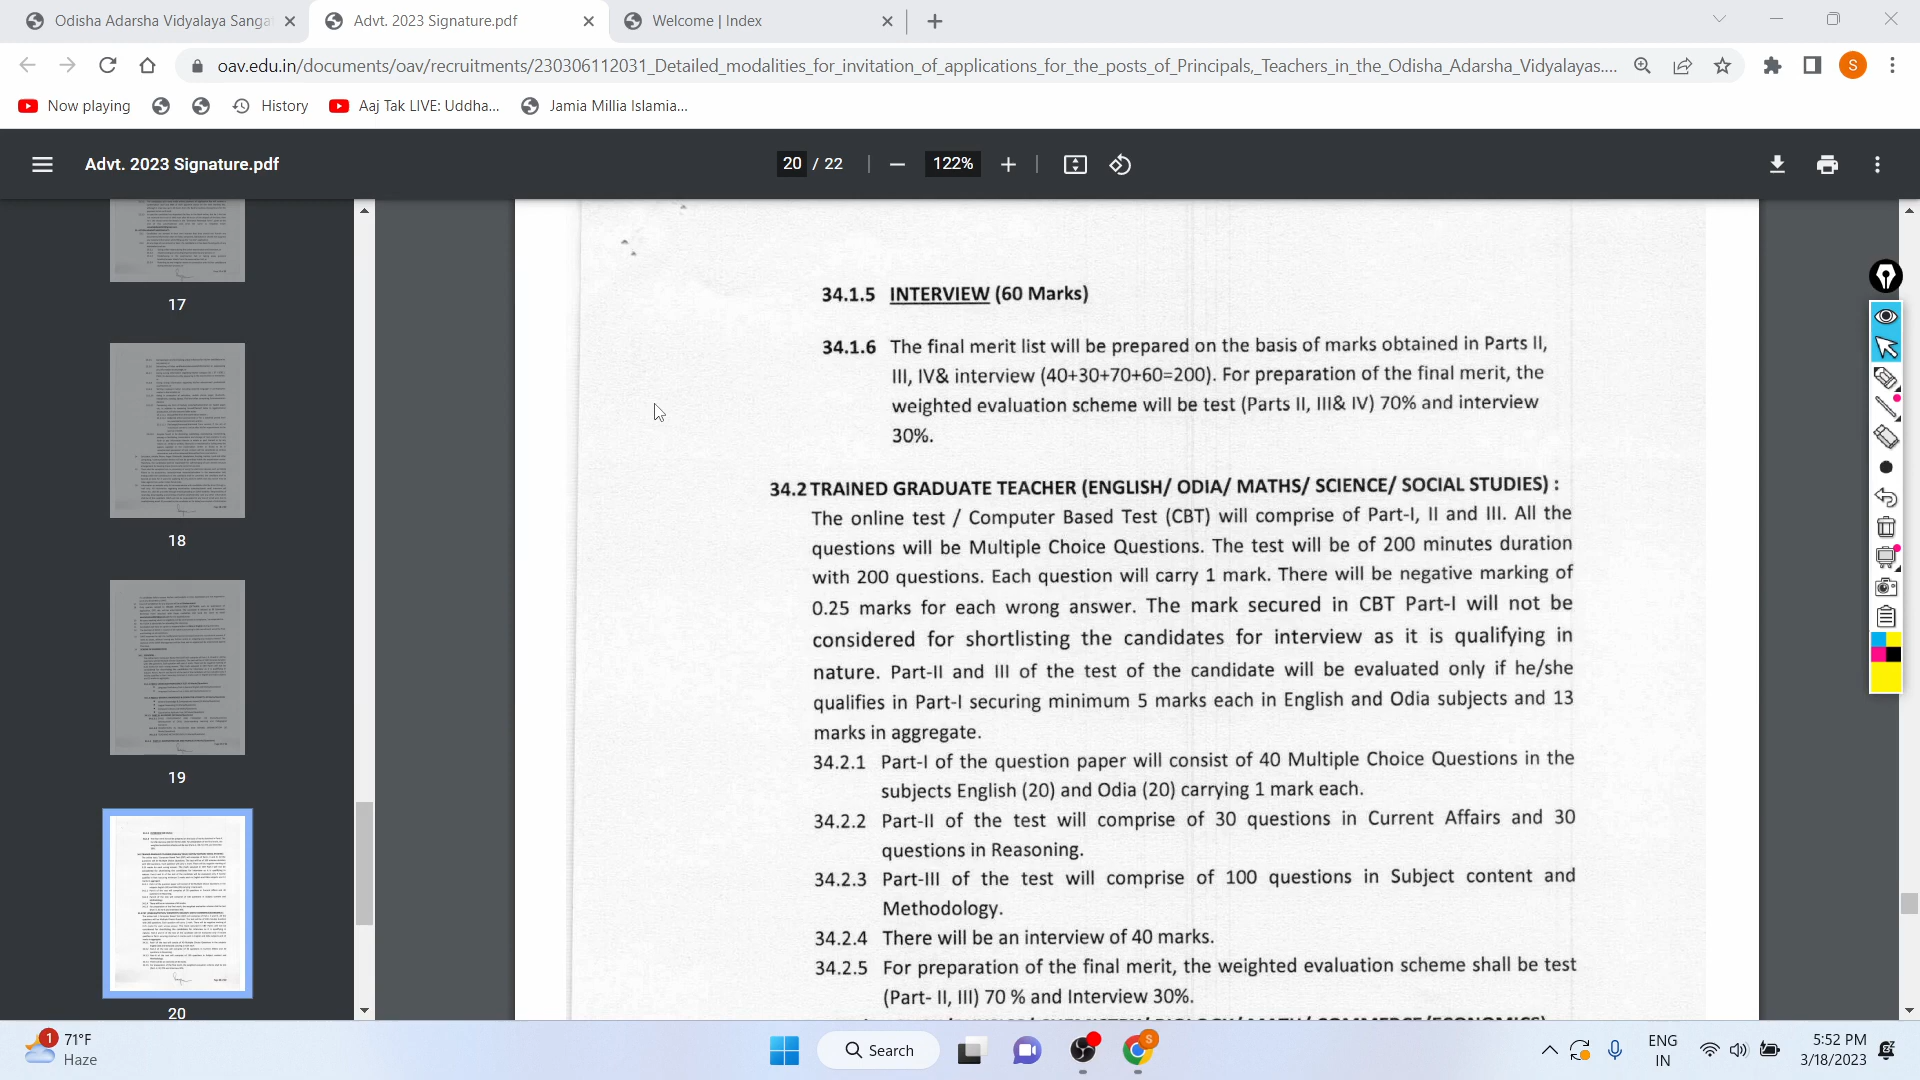 Odisha Adarsha Vidyalaya Sanga
Advt. 2023 Signature.pdf
Welcome | Index
oav.edu.in/documents/oav/recruitments/230306112031_Detailed_modalities_for_invitation_of_applications_for_the_posts_of_Principals,_Teachers_in_the_Odisha_Adarsha_Vidyalayas....
S
Now playing
History
Aaj Tak LIVE: Uddha...
Jamia Millia Islamia...
Advt. 2023 Signature.pdf
20 / 22
122%
17
18
19
20
34.1.5 INTERVIEW (60 Marks)
34.1.6 The final merit list will be prepared on the basis of marks obtained in Parts II,
III, IV& interview (40+30+70+60=200). For preparation of the final merit, the
weighted evaluation scheme will be test (Parts II, III& IV) 70% and interview
30%.
34.2 TRAINED GRADUATE TEACHER (ENGLISH/ ODIA/ MATHS/ SCIENCE/ SOCIAL STUDIES) :
The online test / Computer Based Test (CBT) will comprise of Part-I, II and III. All the
questions will be Multiple Choice Questions. The test will be of 200 minutes duration
with 200 questions. Each question will carry 1 mark. There will be negative marking of
0.25 marks for each wrong answer. The mark secured in CBT Part-I will not be
considered for shortlisting the candidates for interview as it is qualifying in
nature. Part-II and III of the test of the candidate will be evaluated only if he/she
qualifies in Part-I securing minimum 5 marks each in English and Odia subjects and 13
marks in aggregate.
34.2.1 Part-I of the question paper will consist of 40 Multiple Choice Questions in the
subjects English (20) and Odia (20) carrying 1 mark each.
34.2.2 Part-II of the test will comprise of 30 questions in Current Affairs and 30
questions in Reasoning.
34.2.3 Part-III of the test will comprise of 100 questions in Subject content and
Methodology.
34.2.4 There will be an interview of 40 marks.
34.2.5 For preparation of the final merit, the weighted evaluation scheme shall be test
(Part- II, III) 70 % and Interview 30%.
1
71°F
Haze
Search
S
ENG
IN
5:52 PM
3/18/2023